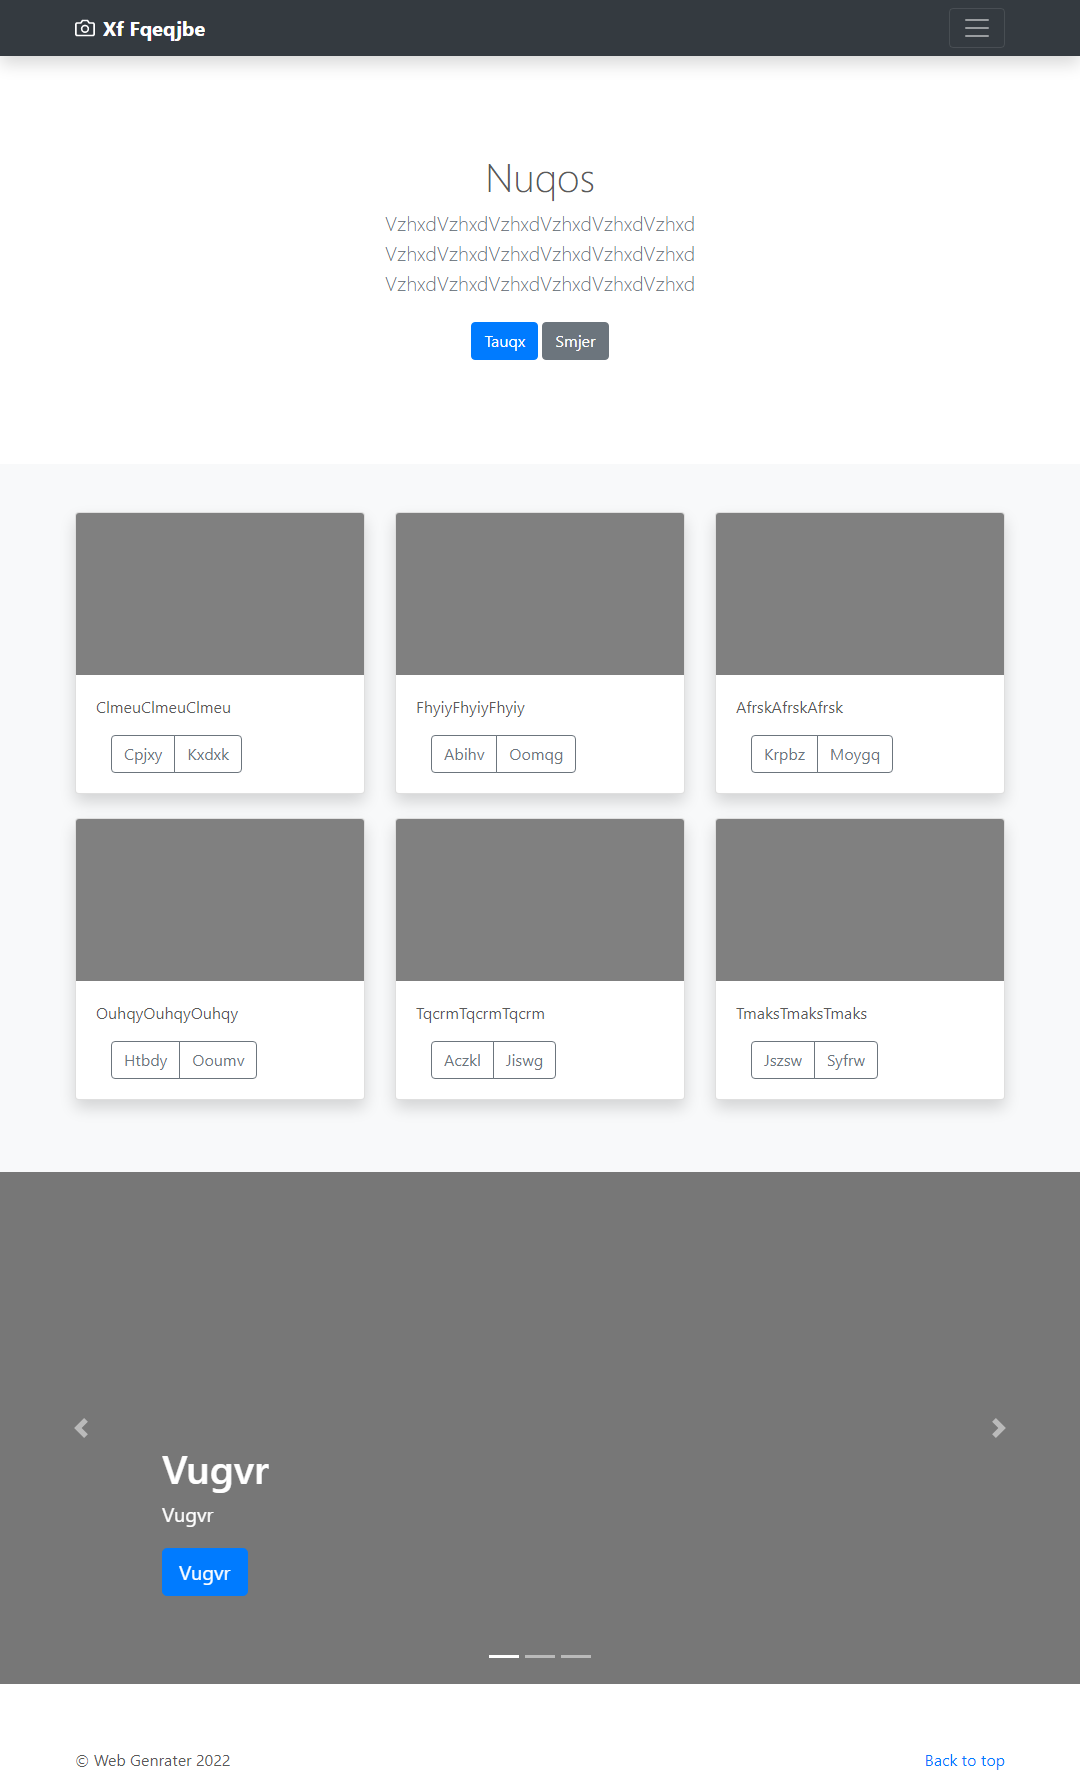 Xf Fqeqjbe
Nuqos
VzhxdVzhxdVzhxdVzhxdVzhxdVzhxd
VzhxdVzhxdVzhxdVzhxdVzhxdVzhxd
VzhxdVzhxdVzhxdVzhxdVzhxdVzhxd
Tauqx Smjer
ClmeuClmeuClmeu
Cpjxy Kxdxk
FhyiyFhyiyFhyiy
Abihv Oomqg
AfrskAfrskAfrsk
Krpbz Moygq
OuhqyOuhqyOuhqy
Htbdy Ooumv
TqcrmTqcrmTqcrm
Aczkl Jiswg
TmaksTmaksTmaks
Jszsw Syfrw
Vugvr
Vugvr
Vugvr
© Web Genrater 2022
Back to top